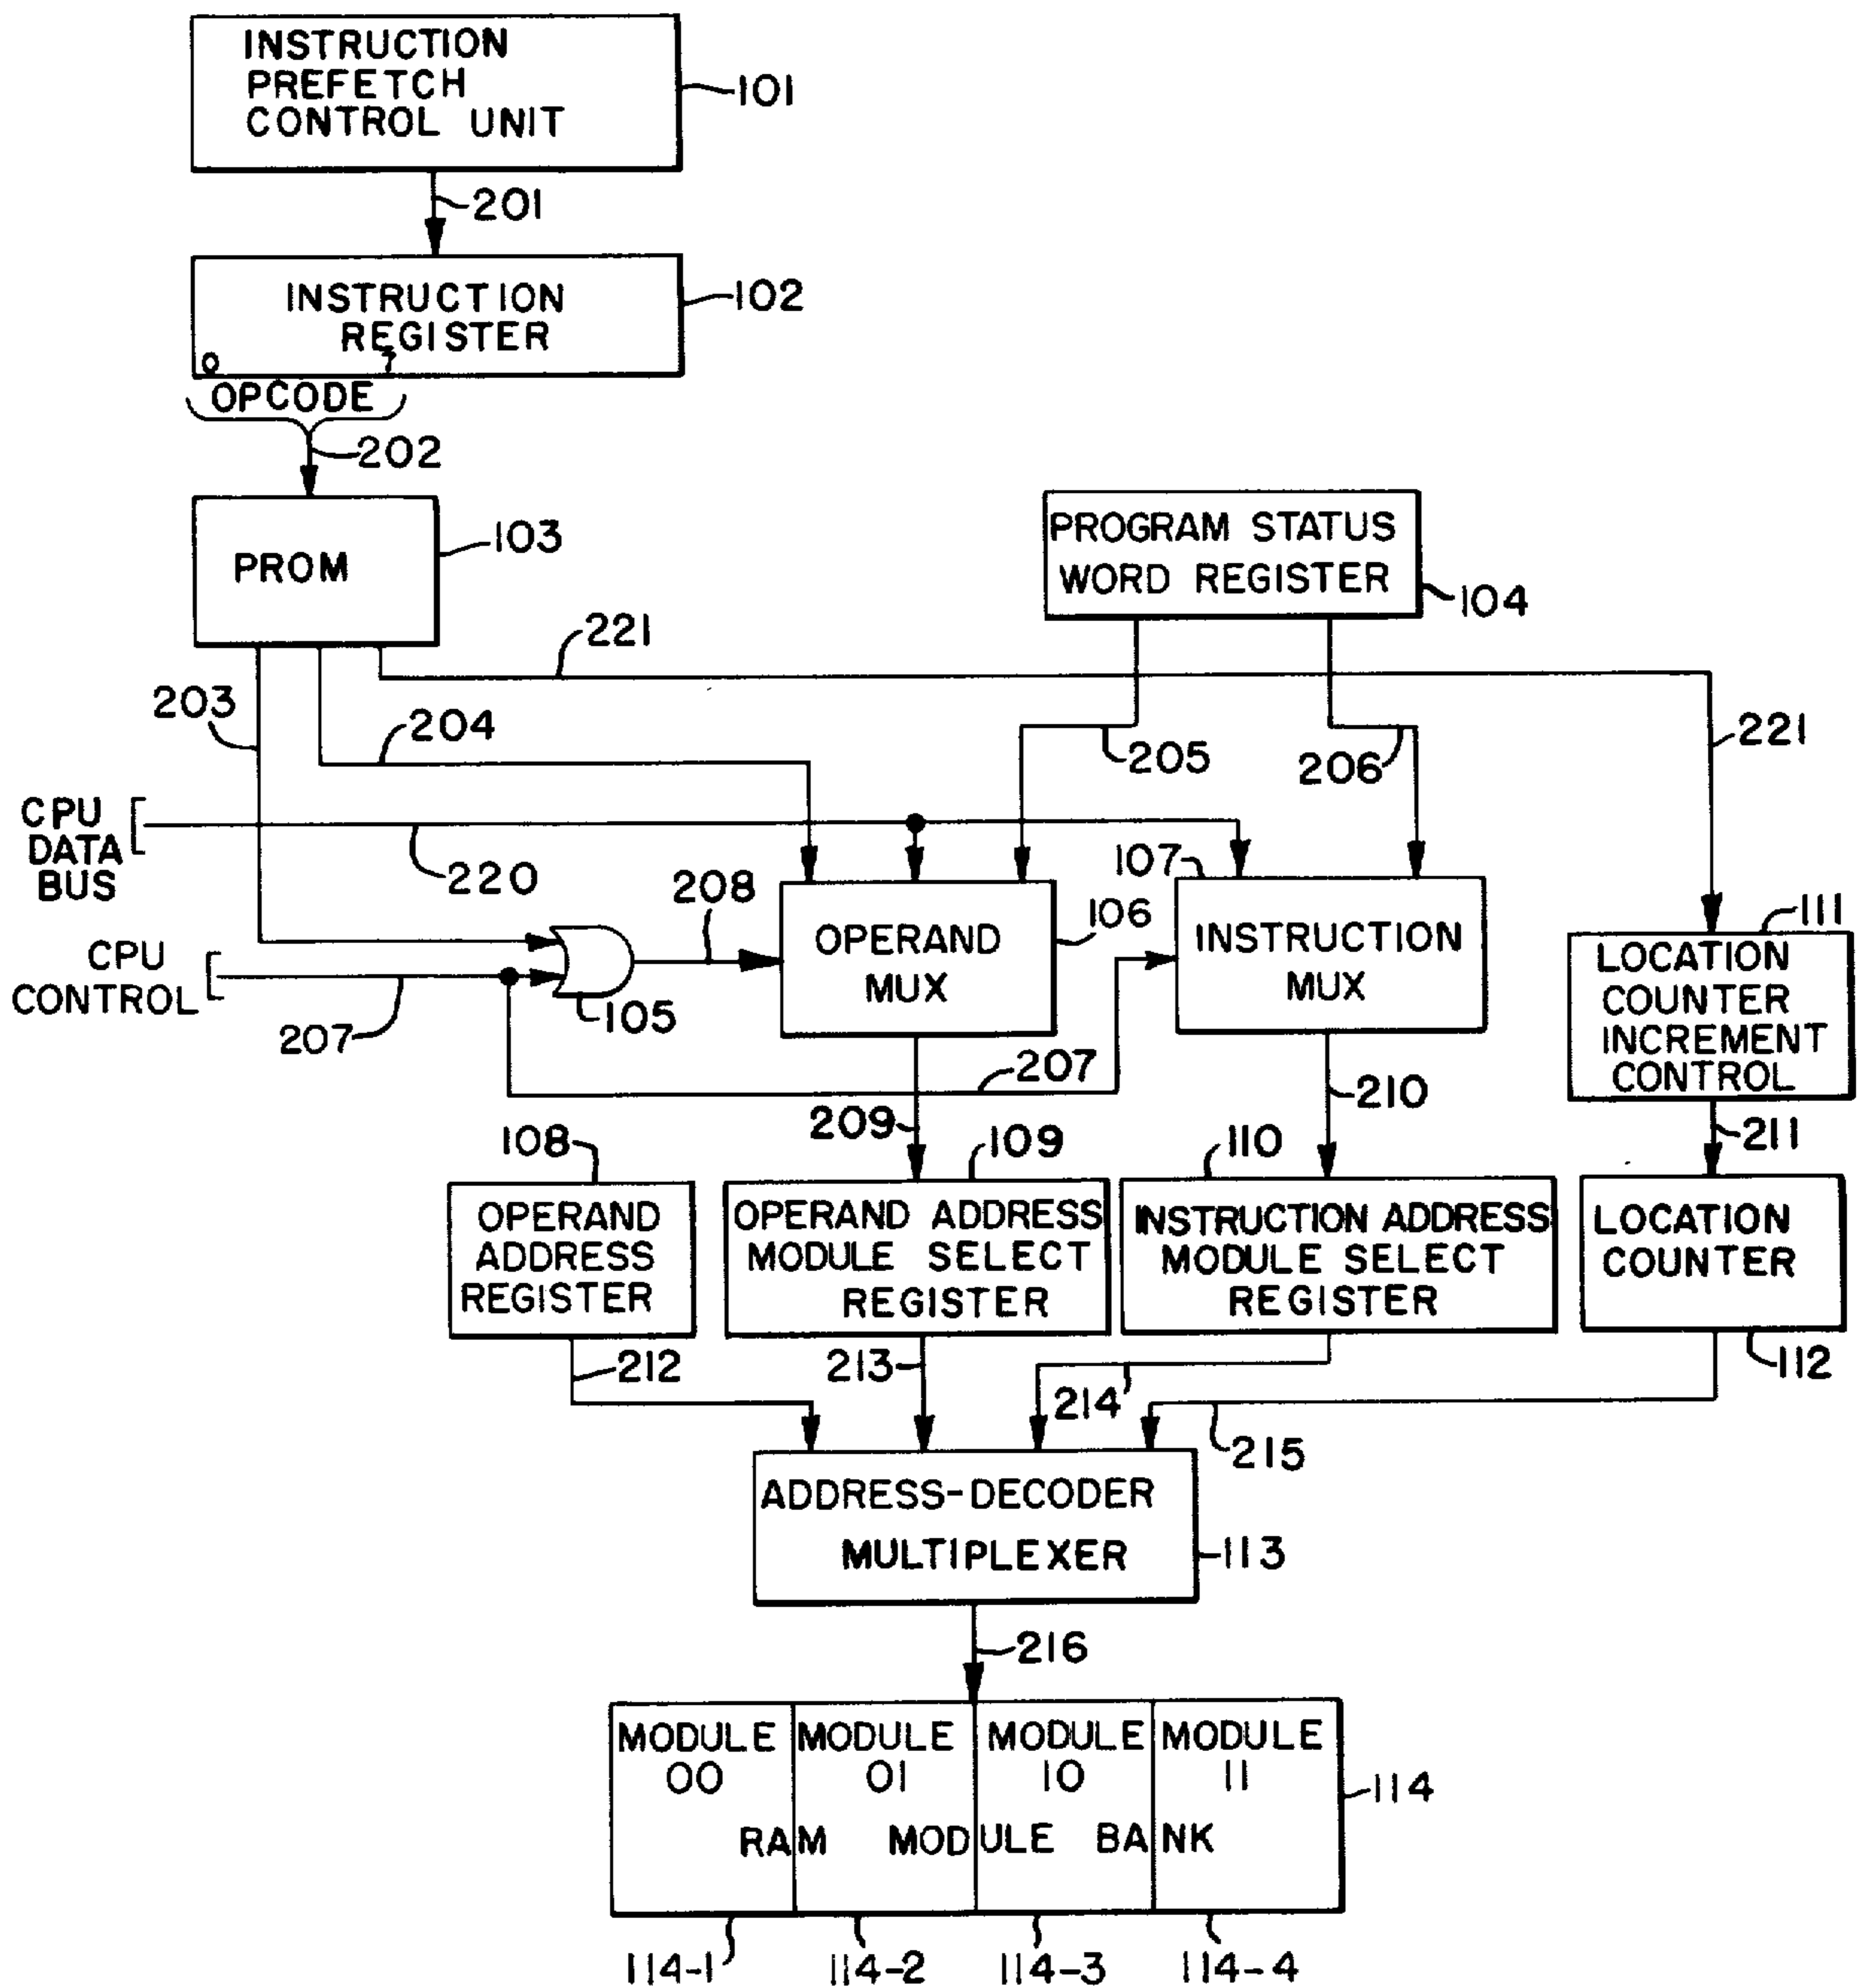 INSTRUCTION
PREFETCH
CONTROL UNIT
101
201
INSTRUCTION
REGISTER
102
0 7
OPCODE
202
PROM
103
PROGRAM STATUS
WORD REGISTER
104
221
203
204
205
206
221
CPU
DATA
BUS
220
208
107
CPU
CONTROL
207
105
OPERAND
MUX
106
INSTRUCTION
MUX
111
LOCATION
COUNTER
INCREMENT
CONTROL
207
209
210
211
108
109
110
OPERAND
ADDRESS
REGISTER
OPERAND ADDRESS
MODULE SELECT
REGISTER
INSTRUCTION ADDRESS
MODULE SELECT
REGISTER
LOCATION
COUNTER
112
212
213
214
215
ADDRESS-DECODER
MULTIPLEXER
113
216
MODULE
00
MODULE
01
MODULE
10
MODULE
11
RAM MODULE BANK
114
114-1
114-2
114-3
114-4